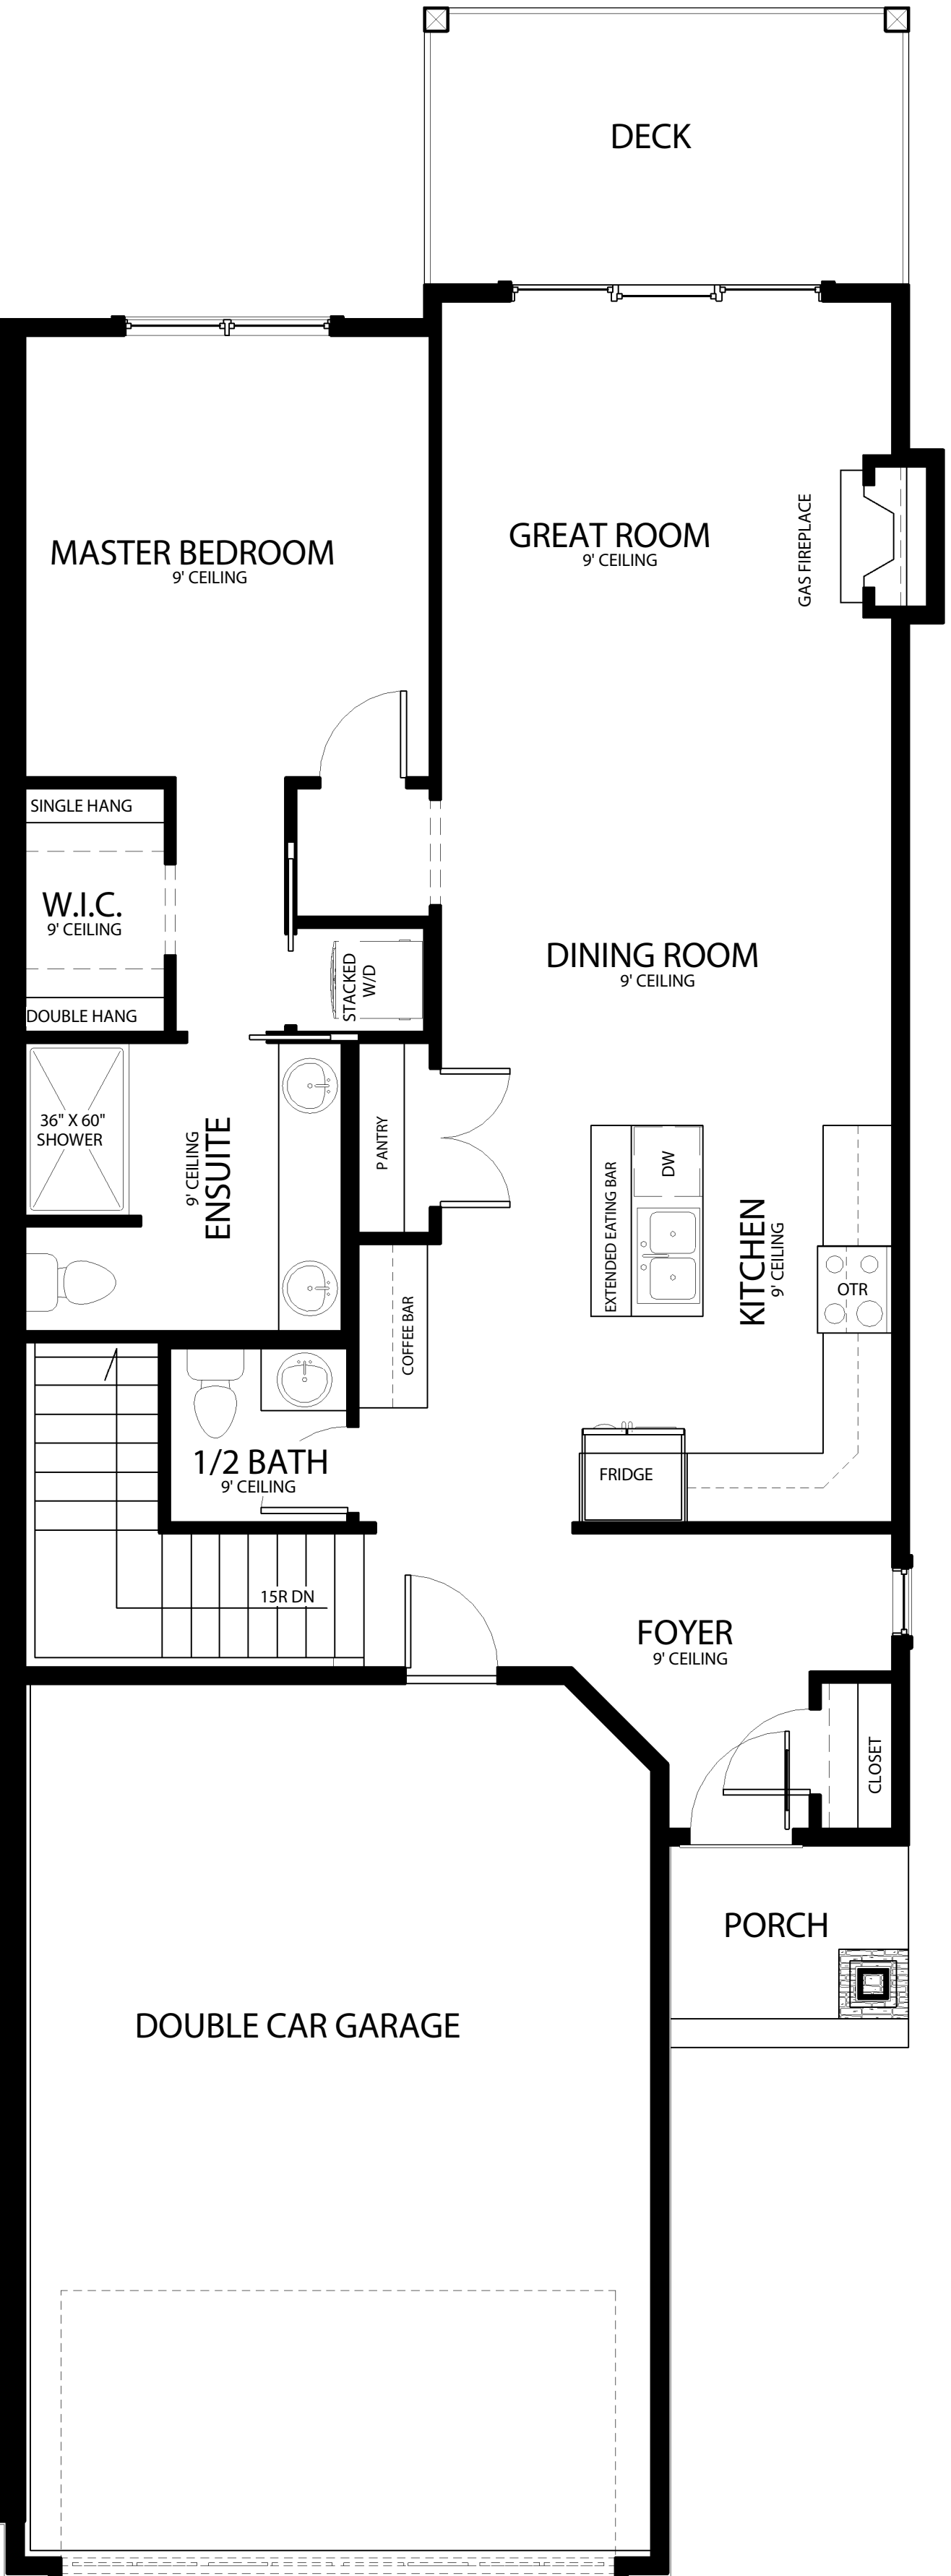 DECK
GREAT ROOM
9' CEILING
GAS FIREPLACE
MASTER BEDROOM
9' CEILING
SINGLE HANG
W.I.C.
9' CEILING
DOUBLE HANG
STACKED
W/D
DINING ROOM
9' CEILING
36" X 60"
SHOWER
ENSUITE
9' CEILING
PANTRY
EXTENDED EATING BAR
DW
KITCHEN
9' CEILING
OTR
COFFEE BAR
1/2 BATH
9' CEILING
FRIDGE
15R DN
FOYER
9' CEILING
CLOSET
PORCH
DOUBLE CAR GARAGE